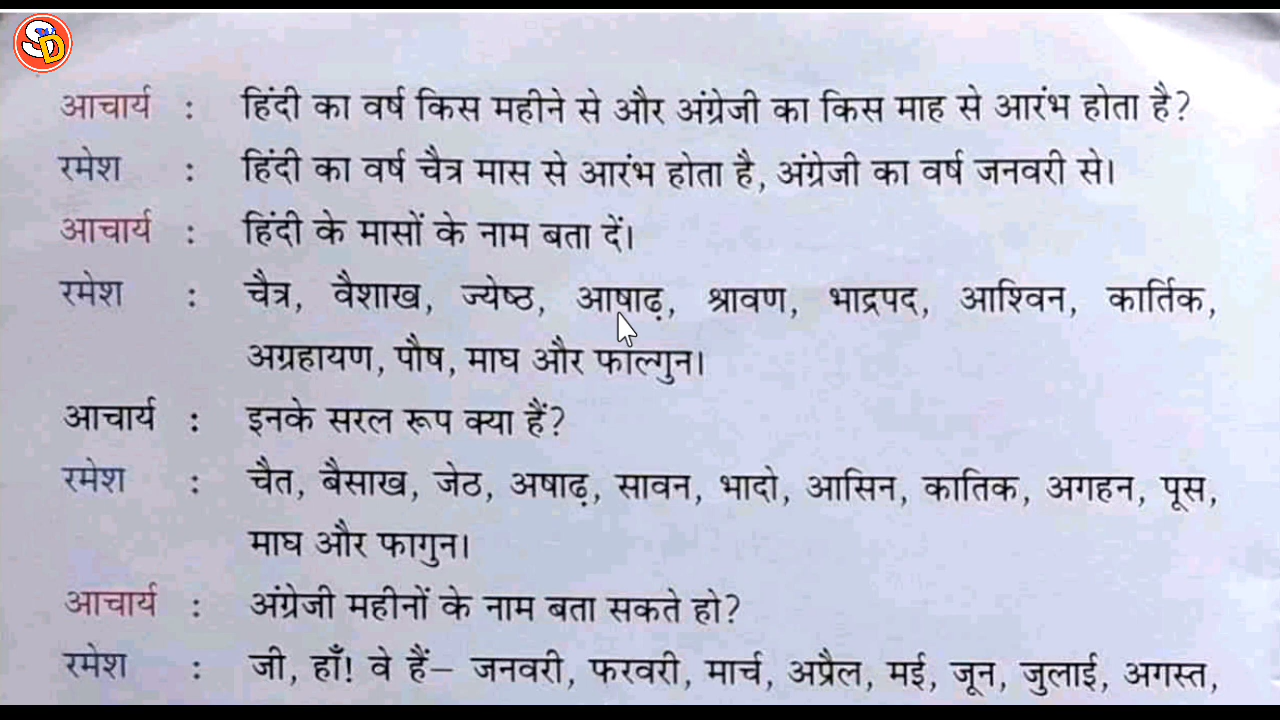 SD
आचार्य : हिंदी का वर्ष किस महीने से और अंग्रेजी का किस माह से आरंभ होता है?
रमेश : हिंदी का वर्ष चैत्र मास से आरंभ होता है, अंग्रेजी का वर्ष जनवरी से।
आचार्य : हिंदी के मासों के नाम बता दें।
रमेश : चैत्र, वैशाख, ज्येष्ठ, आषाढ़, श्रावण, भाद्रपद, आश्विन, कार्तिक,
अग्रहायण, पौष, माघ और फाल्गुन।
आचार्य : इनके सरल रूप क्या हैं?
रमेश : चैत, बैसाख, जेठ, अषाढ़, सावन, भादो, आसिन, कातिक, अगहन, पूस,
माघ और फागुन।
आचार्य : अंग्रेजी महीनों के नाम बता सकते हो?
रमेश : जी, हाँ! वे हैं– जनवरी, फरवरी, मार्च, अप्रैल, मई, जून, जुलाई, अगस्त,